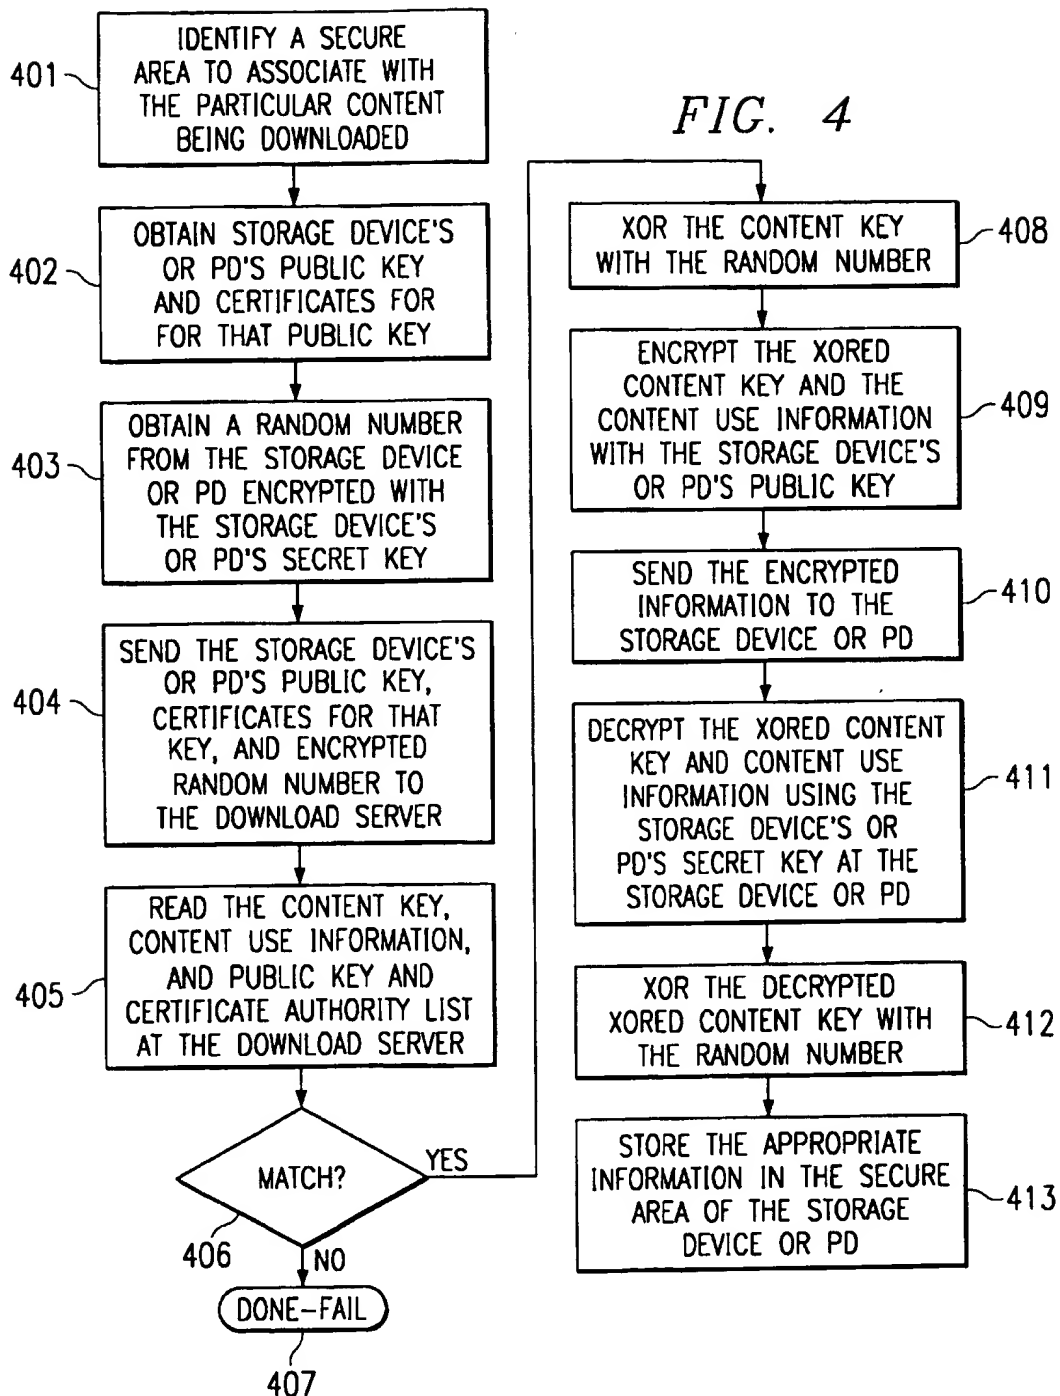 FIG. 4
401
IDENTIFY A SECURE
AREA TO ASSOCIATE WITH
THE PARTICULAR CONTENT
BEING DOWNLOADED
402
OBTAIN STORAGE DEVICE'S
OR PD'S PUBLIC KEY
AND CERTIFICATES FOR
FOR THAT PUBLIC KEY
403
OBTAIN A RANDOM NUMBER
FROM THE STORAGE DEVICE
OR PD ENCRYPTED WITH
THE STORAGE DEVICE'S
OR PD'S SECRET KEY
404
SEND THE STORAGE DEVICE'S
OR PD'S PUBLIC KEY,
CERTIFICATES FOR THAT
KEY, AND ENCRYPTED
RANDOM NUMBER TO
THE DOWNLOAD SERVER
405
READ THE CONTENT KEY,
CONTENT USE INFORMATION,
AND PUBLIC KEY AND
CERTIFICATE AUTHORITY LIST
AT THE DOWNLOAD SERVER
MATCH?
YES
406
NO
DONE-FAIL
407
XOR THE CONTENT KEY
WITH THE RANDOM NUMBER
408
ENCRYPT THE XORED
CONTENT KEY AND THE
CONTENT USE INFORMATION
WITH THE STORAGE DEVICE'S
OR PD'S PUBLIC KEY
409
SEND THE ENCRYPTED
INFORMATION TO THE
STORAGE DEVICE OR PD
410
DECRYPT THE XORED CONTENT
KEY AND CONTENT USE
INFORMATION USING THE
STORAGE DEVICE'S OR
PD'S SECRET KEY AT THE
STORAGE DEVICE OR PD
411
XOR THE DECRYPTED
XORED CONTENT KEY WITH
THE RANDOM NUMBER
412
STORE THE APPROPRIATE
INFORMATION IN THE SECURE
AREA OF THE STORAGE
DEVICE OR PD
413